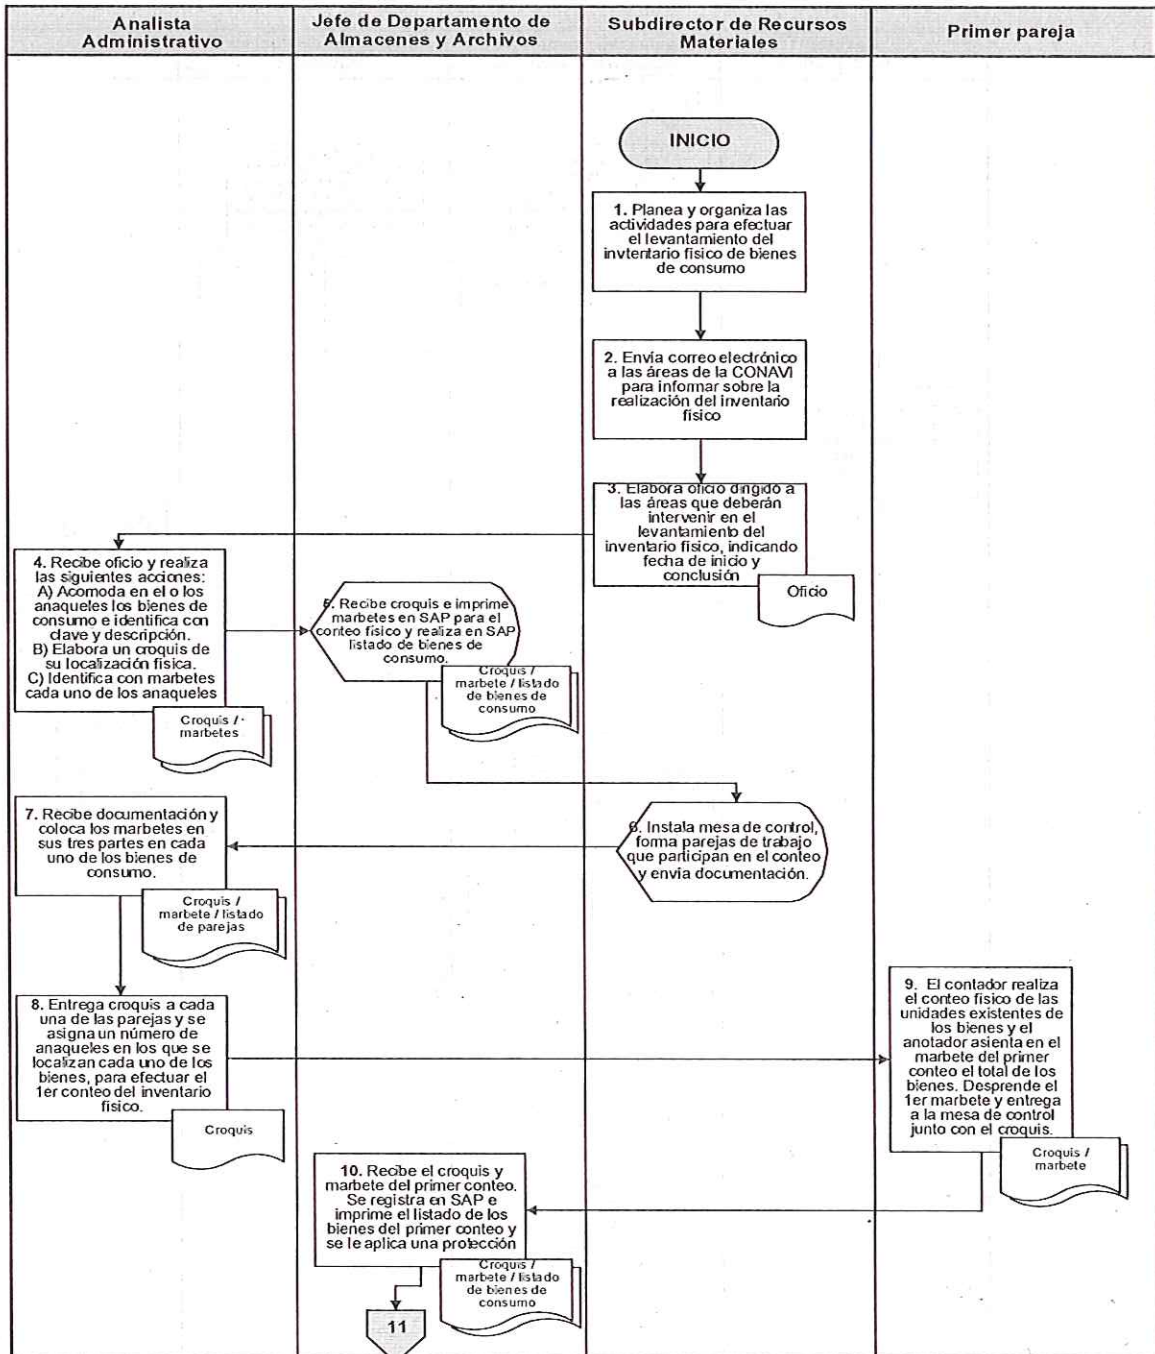 Analista
Administrativo
Jefe de Departamento de
Almacenes y Archivos
Subdirector de Recursos
Materiales
Primer pareja
INICIO
1. Planea y organiza las
actividades para efectuar
el levantamiento del
invtentario físico de bienes
de consumo
2. Envía correo electrónico
a las áreas de la CONAVI
para informar sobre la
realización del inventario
físico
3. Elabora oficio dirigido a
las áreas que deberán
intervenir en el
levantamiento del
inventario físico, indicando
fecha de inicio y
conclusión
Oficio
4. Recibe oficio y realiza
las siguientes acciones:
A) Acomoda en el o los
anaqueles los bienes de
consumo e identifica con
clave y descripción.
B) Elabora un croquis de
su localización física.
C) Identifica con marbetes
cada uno de los anaqueles
Croquis /
marbetes
5. Recibe croquis e imprime
marbetes en SAP para el
conteo físico y realiza en SAP
listado de bienes de
consumo.
Croquis /
marbete / listado
de bienes de
consumo
6. Instala mesa de control,
forma parejas de trabajo
que participan en el conteo
y envía documentación.
7. Recibe documentación y
coloca los marbetes en
sus tres partes en cada
uno de los bienes de
consumo.
Croquis /
marbete / listado
de parejas
8. Entrega croquis a cada
una de las parejas y se
asigna un número de
anaqueles en los que se
localizan cada uno de los
bienes, para efectuar el
1er conteo del inventario
físico.
Croquis
9. El contador realiza
el conteo físico de las
unidades existentes de
los bienes y el
anotador asienta en el
marbete del primer
conteo el total de los
bienes. Desprende el
1er marbete y entrega
a la mesa de control
junto con el croquis.
Croquis /
marbete
10. Recibe el croquis y
marbete del primer conteo.
Se registra en SAP e
imprime el listado de los
bienes del primer conteo y
se le aplica una protección
Croquis /
marbete / listado
de bienes de
consumo
11